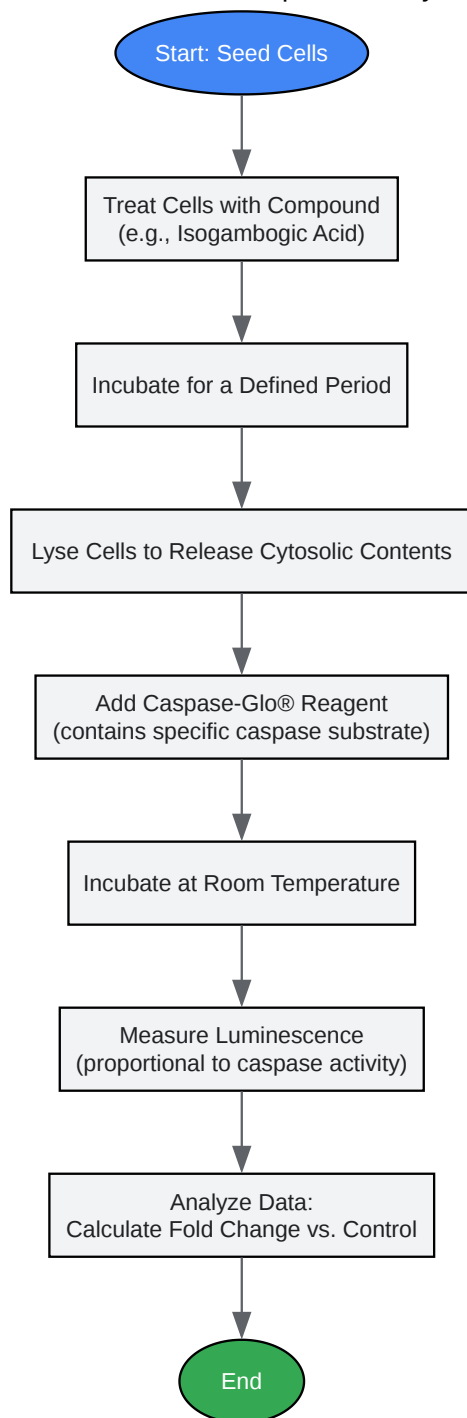 Start: Seed Cells
Treat Cells with Compound
(e.g., Isogambogic Acid)
Incubate for a Defined Period
Lyse Cells to Release Cytosolic Contents
Add Caspase-Glo® Reagent
(contains specific caspase substrate)
Incubate at Room Temperature
Measure Luminescence
(proportional to caspase activity)
Analyze Data:
Calculate Fold Change vs. Control
End